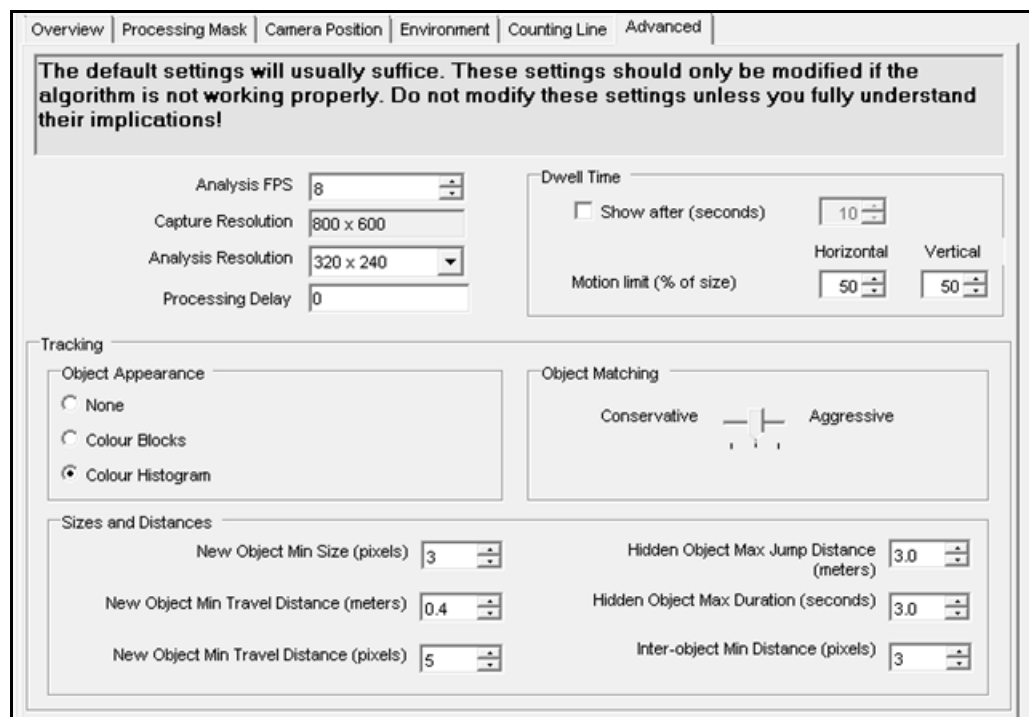 Overview Processing Mask Camera Position Environment Counting Line Advanced
The default settings will usually suffice. These settings should only be modified if the
algorithm is not working properly. Do not modify these settings unless you fully understand
their implications!
Analysis FPS 8
Capture Resolution 800 x 600
Analysis Resolution 320 x 240
Processing Delay 0
Dwell Time
Show after (seconds) 10
Horizontal Vertical
Motion limit (% of size) 50 50
Tracking
Object Appearance
None
Colour Blocks
Colour Histogram
Object Matching
Conservative Aggressive
Sizes and Distances
New Object Min Size (pixels) 3
New Object Min Travel Distance (meters) 0.4
New Object Min Travel Distance (pixels) 5
Hidden Object Max Jump Distance
(meters) 3.0
Hidden Object Max Duration (seconds) 3.0
Inter-object Min Distance (pixels) 3